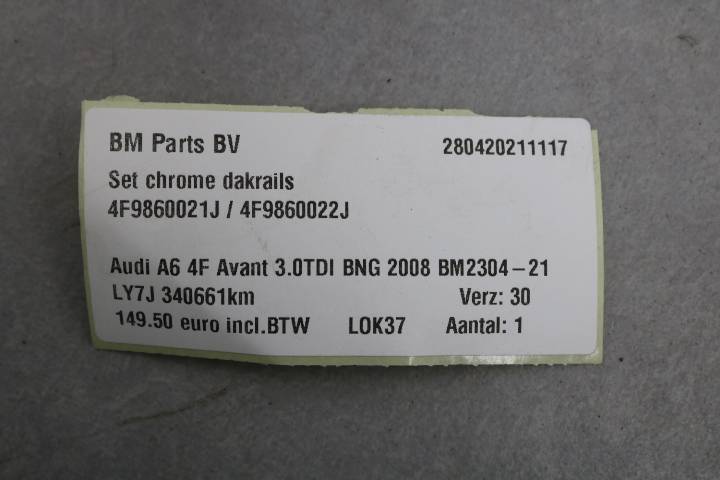 BM Parts BV 280420211117
Set chrome dakrails
4F9860021J / 4F9860022J
Audi A6 4F Avant 3.0TDI BNG 2008 BM2304-21
LY7J 340661km Verz: 30
149.50 euro incl.BTW LOK37 Aantal: 1